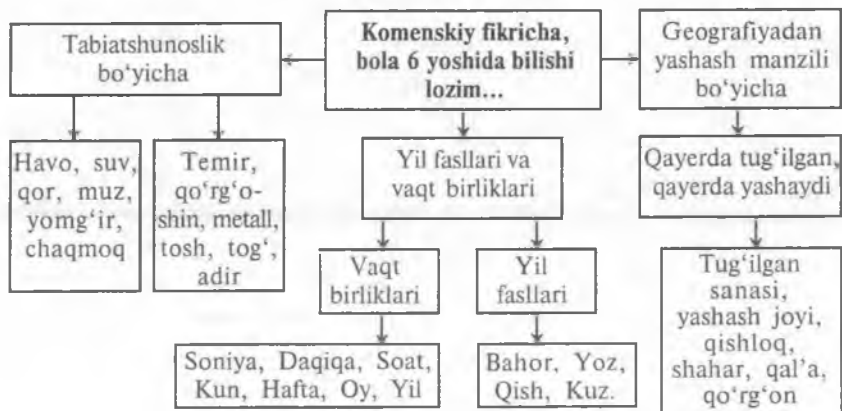 Tabiatshunoslik
bo‘yicha
Komenskiy fikricha,
bola 6 yoshida bilishi
lozim...
Geografiyadan
yashash manzili
bo‘yicha
Havo, suv,
qor, muz,
yomg‘ir,
chaqmoq
Temir,
qo‘rg‘o-
shin, metall,
tosh, tog‘,
adir
Yil fasllari va
vaqt birliklari
Qayerda tug‘ilgan,
qayerda yashaydi
Vaqt
birliklari
Yil
fasllari
Tug‘ilgan
sanasi,
yashash joyi,
qishloq,
shahar, qal’a,
qo‘rg‘on
Soniya, Daqiqa, Soat,
Kun, Hafta, Oy, Yil
Bahor, Yoz,
Qish, Kuz.